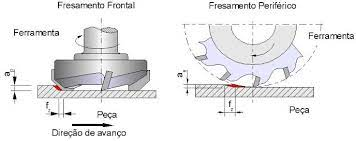 Fresamento Frontal
Fresamento Periférico
Ferramenta
Ferramenta
a
a
f
f
Peça
Peça
Direção de avanço